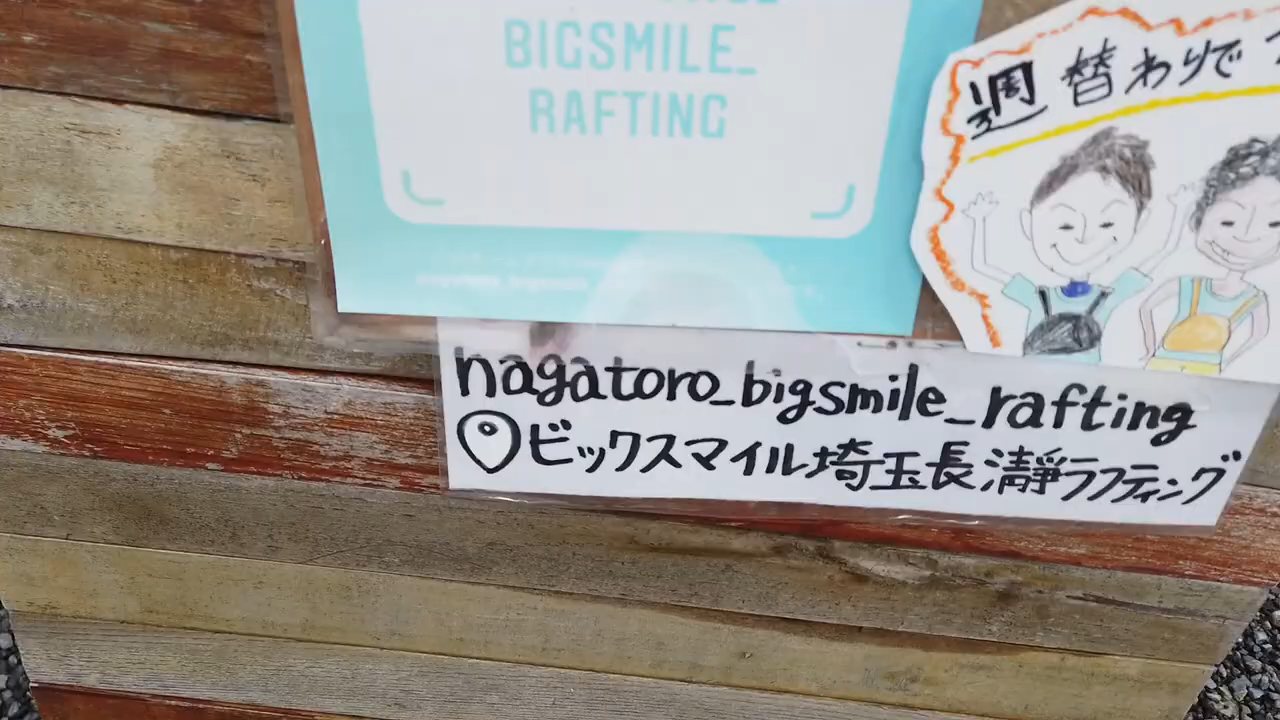 BIGSMILE_
RAFTING
週替わりで
nagatoro_bigsmile_rafting
ビックスマイル埼玉長瀞ラフティング